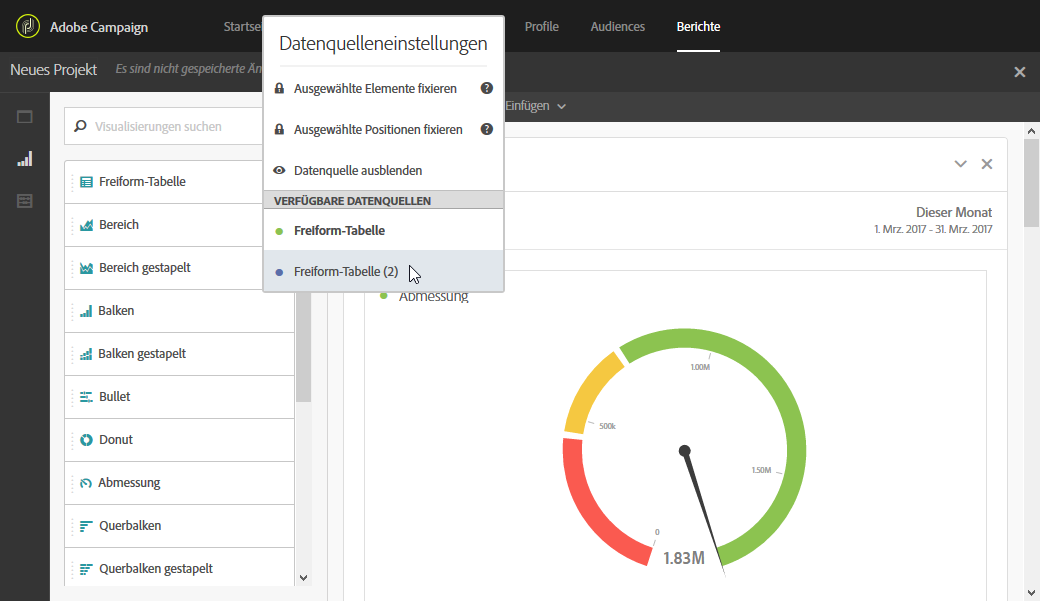 Adobe Campaign
Startse
Profile
Audiences
Berichte
Neues Projekt
Es sind nicht gespeicherte Än
Datenquelleneinstellungen
Ausgewählte Elemente fixieren
Ausgewählte Positionen fixieren
Datenquelle ausblenden
VERFÜGBARE DATENQUELLEN
Freiform-Tabelle
Freiform-Tabelle (2)
Einfügen
Visualisierungen suchen
Freiform-Tabelle
Bereich
Bereich gestapelt
Balken
Balken gestapelt
Bullet
Donut
Abmessung
Querbalken
Querbalken gestapelt
Dieser Monat
1. Mrz. 2017 - 31. Mrz. 2017
Abmessung
1.00M
500k
1.50M
0
1.83M